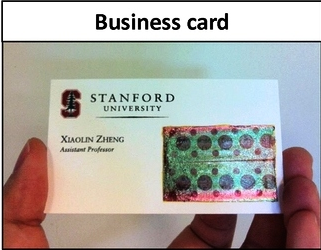 Business card
STANFORD
UNIVERSITY
XIAOLIN ZHENG
Assistant Professor